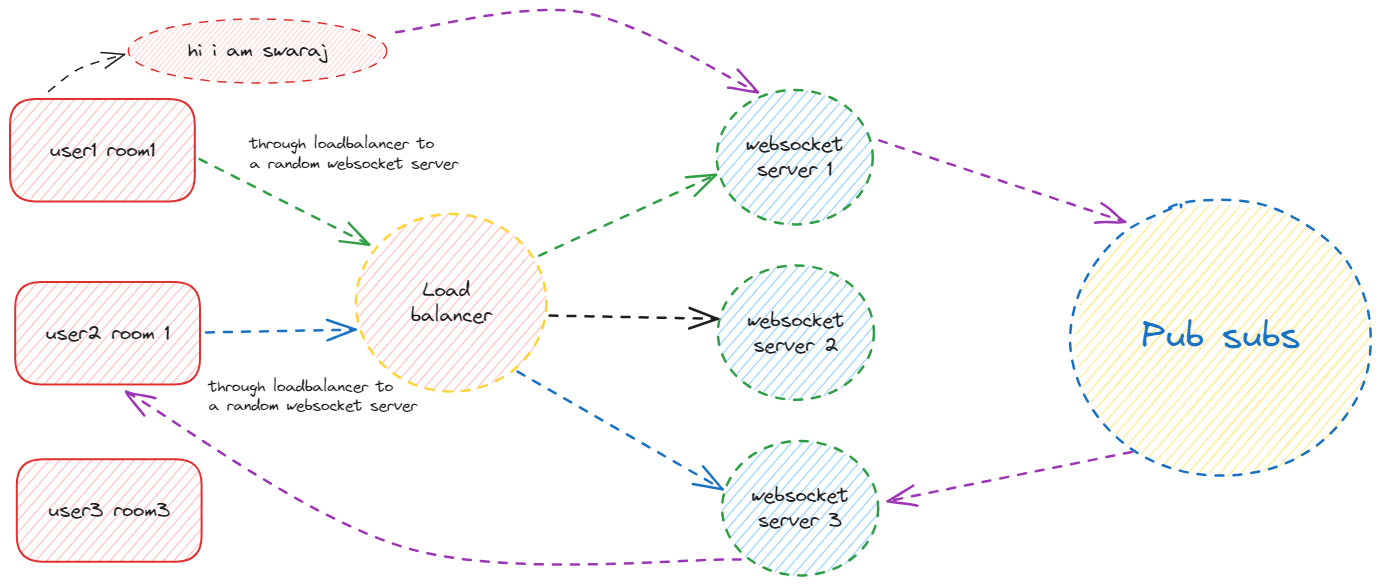 hi i am swaraj
user1 room1
through loadbalancer to
a random websocket server
websocket
server 1
Load
balancer
user2 room 1
websocket
server 2
Pub subs
through loadbalancer to
a random websocket server
user3 room3
websocket
server 3